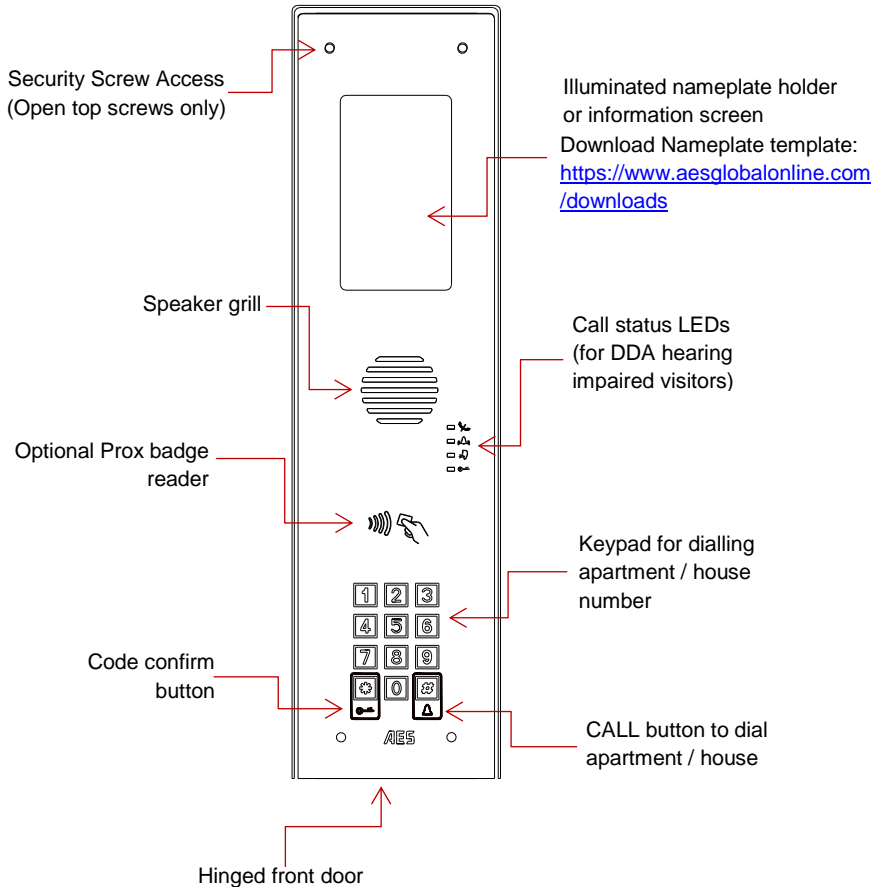 Security Screw Access
(Open top screws only)
Illuminated nameplate holder
or information screen
Download Nameplate template:
https://www.aesglobalonline.com
/downloads
Speaker grill
Call status LEDs
(for DDA hearing
impaired visitors)
Optional Prox badge
reader
Keypad for dialling
apartment / house
number
1 2 3
4 5 6
7 8 9
* 0 #
Code confirm
button
AES
CALL button to dial
apartment / house
Hinged front door